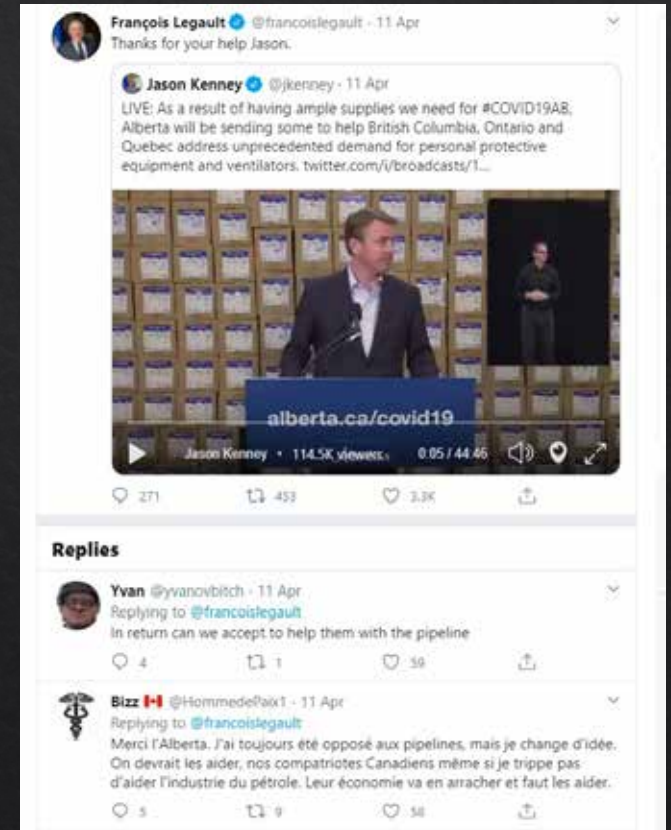 François Legault @francoislegault · 11 Apr
Thanks for your help Jason.
Jason Kenney @jkenney · 11 Apr
LIVE: As a result of having ample supplies we need for #COVID19AB,
Alberta will be sending some to help British Columbia, Ontario and
Quebec address unprecedented demand for personal protective
equipment and ventilators. twitter.com/i/broadcasts/1...
alberta.ca/covid19
Jason Kenney • 114.5K viewers 0:05 / 44:46
271 453 3.3K
Replies
Yvan @yvanovbitch · 11 Apr
Replying to @francoislegault
In return can we accept to help them with the pipeline
4 1 59
Bizz @HommedePaix1 · 11 Apr
Replying to @francoislegault
Merci l'Alberta. J'ai toujours été opposé aux pipelines, mais je change d'idée.
On devrait les aider, nos compatriotes Canadiens même si je trippe pas
d'aider l'industrie du pétrole. Leur économie va en arracher et faut les aider.
5 9 58